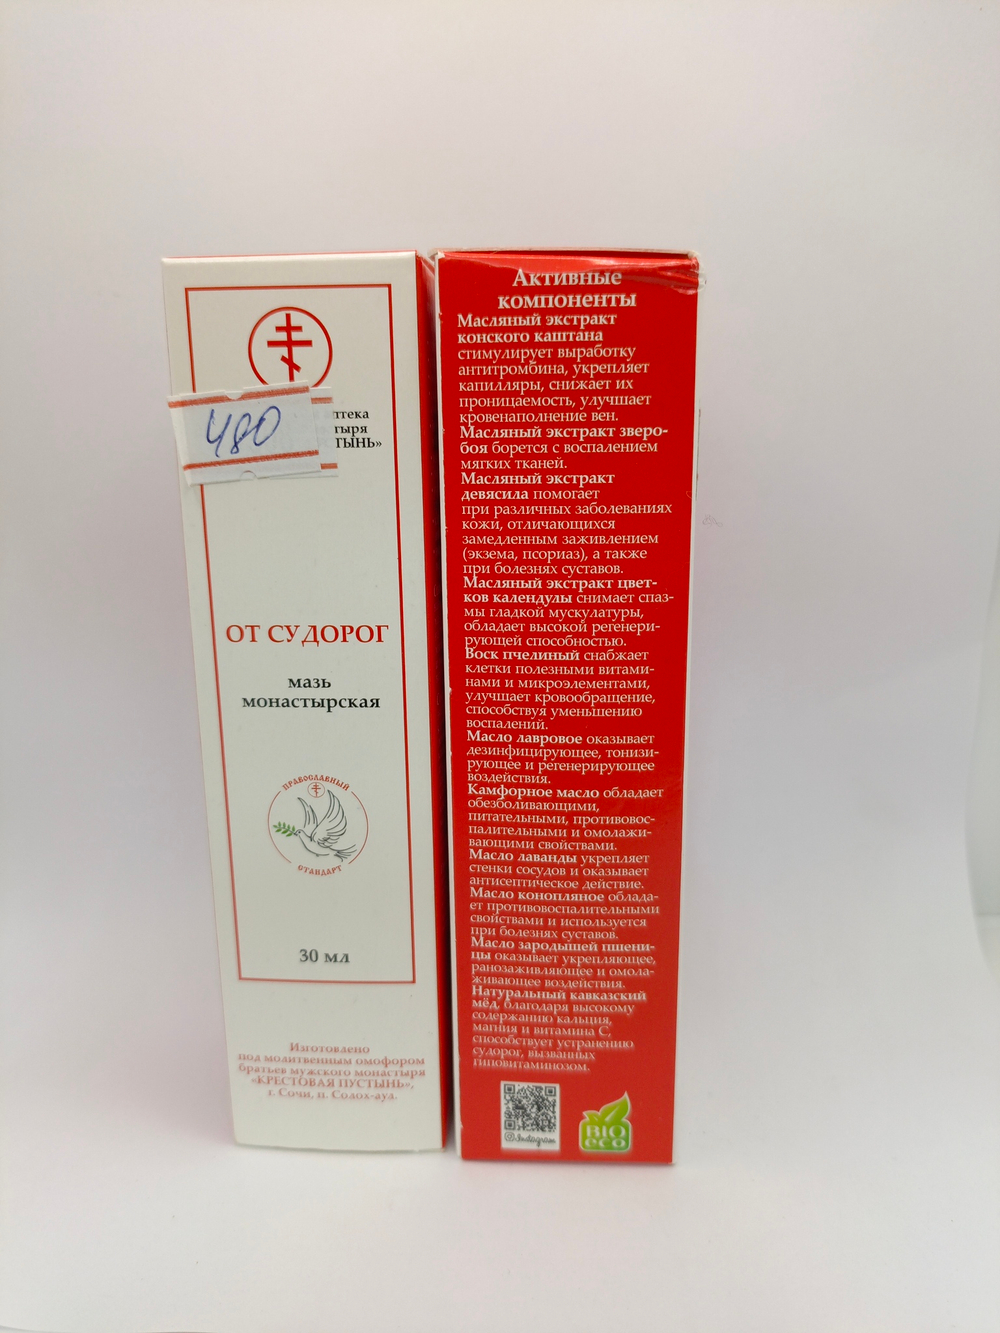 480
тека
тыря
ТЫНЬ»
ОТ СУДОРОГ
мазь
монастырская
ПРАВОСЛАВНЫЙ
СТАНДАРТ
30 мл
Изготовлено
под молитвенным омофором
братьев мужского монастыря
«КРЕСТОВАЯ ПУСТЫНЬ»,
г. Сочи, п. Солох-аул.
Активные
компоненты
Масляный экстракт
конского каштана
стимулирует выработку
антитромбина, укрепляет
капилляры, снижает их
проницаемость, улучшает
кровенаполнение вен.
Масляный экстракт зверо-
боя борется с воспалением
мягких тканей.
Масляный экстракт
девясила помогает
при различных заболеваниях
кожи, отличающихся
замедленным заживлением
(экзема, псориаз), а также
при болезнях суставов.
Масляный экстракт цвет-
ков календулы снимает спаз-
мы гладкой мускулатуры,
обладает высокой регенери-
рующей способностью.
Воск пчелиный снабжает
клетки полезными витами-
нами и микроэлементами,
улучшает кровообращение,
способствуя уменьшению
воспалений.
Масло лавровое оказывает
дезинфицирующее, тонизи-
рующее и регенерирующее
воздействия.
Камфорное масло обладает
обезболивающими,
питательными, противовос-
палительными и омолажи-
вающими свойствами.
Масло лаванды укрепляет
стенки сосудов и оказывает
антисептическое действие.
Масло конопляное облада-
ет противовоспалительными
свойствами и используется
при болезнях суставов.
Масло зародышей пшени-
цы оказывает укрепляющее,
ранозаживляющее и омола-
живающее воздействия.
Натуральный кавказский
мёд, благодаря высокому
содержанию кальция,
магния и витамина С,
способствует устранению
судорог, вызванных
гиповитаминозом.
Instagram
BIO
eco